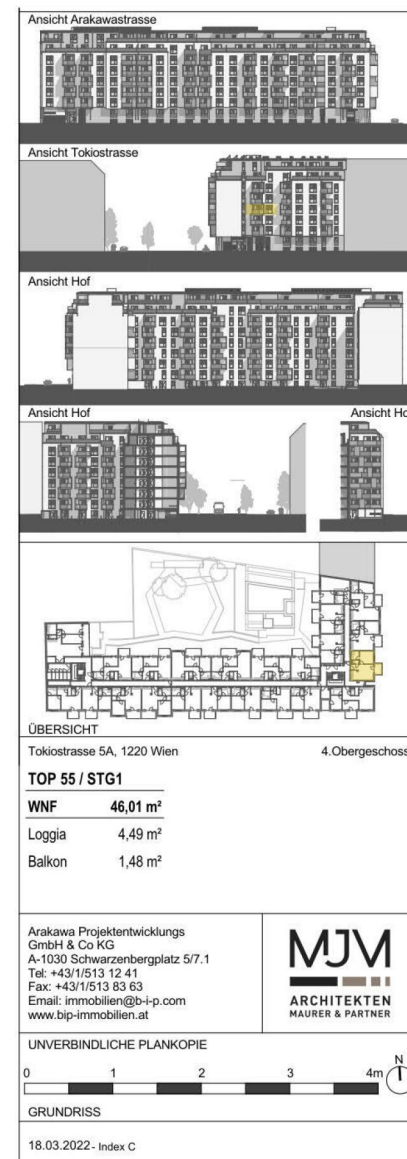 Ansicht Arakawastrasse
Ansicht Tokiostrasse
Ansicht Hof
Ansicht Hof
Ansicht Ho
ÜBERSICHT
Tokiostrasse 5A, 1220 Wien
4.Obergeschoss
TOP 55 / STG1
WNF 46,01 m²
Loggia 4,49 m²
Balkon 1,48 m²
Arakawa Projektentwicklungs
GmbH & Co KG
A-1030 Schwarzenbergplatz 5/7.1
Tel: +43/1/513 12 41
Fax: +43/1/513 83 63
Email: immobilien@b-i-p.com
www.bip-immobilien.at
MJM
ARCHITEKTEN
MAURER & PARTNER
UNVERBINDLICHE PLANKOPIE
0 1 2 3 4m
N
GRUNDRISS
18.03.2022- Index C